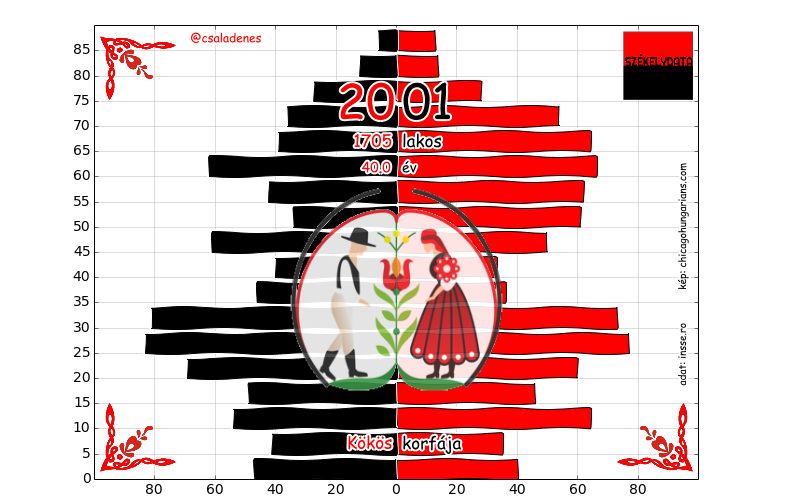 @csaladenes
SZÉKELYDATA
2001
1705 lakos
40.0 év
kép: chicagohungarians.com
adat: insse.ro
Kökös korfája
85
80
75
70
65
60
55
50
45
40
35
30
25
20
15
10
5
0
80 60 40 20 0 20 40 60 80